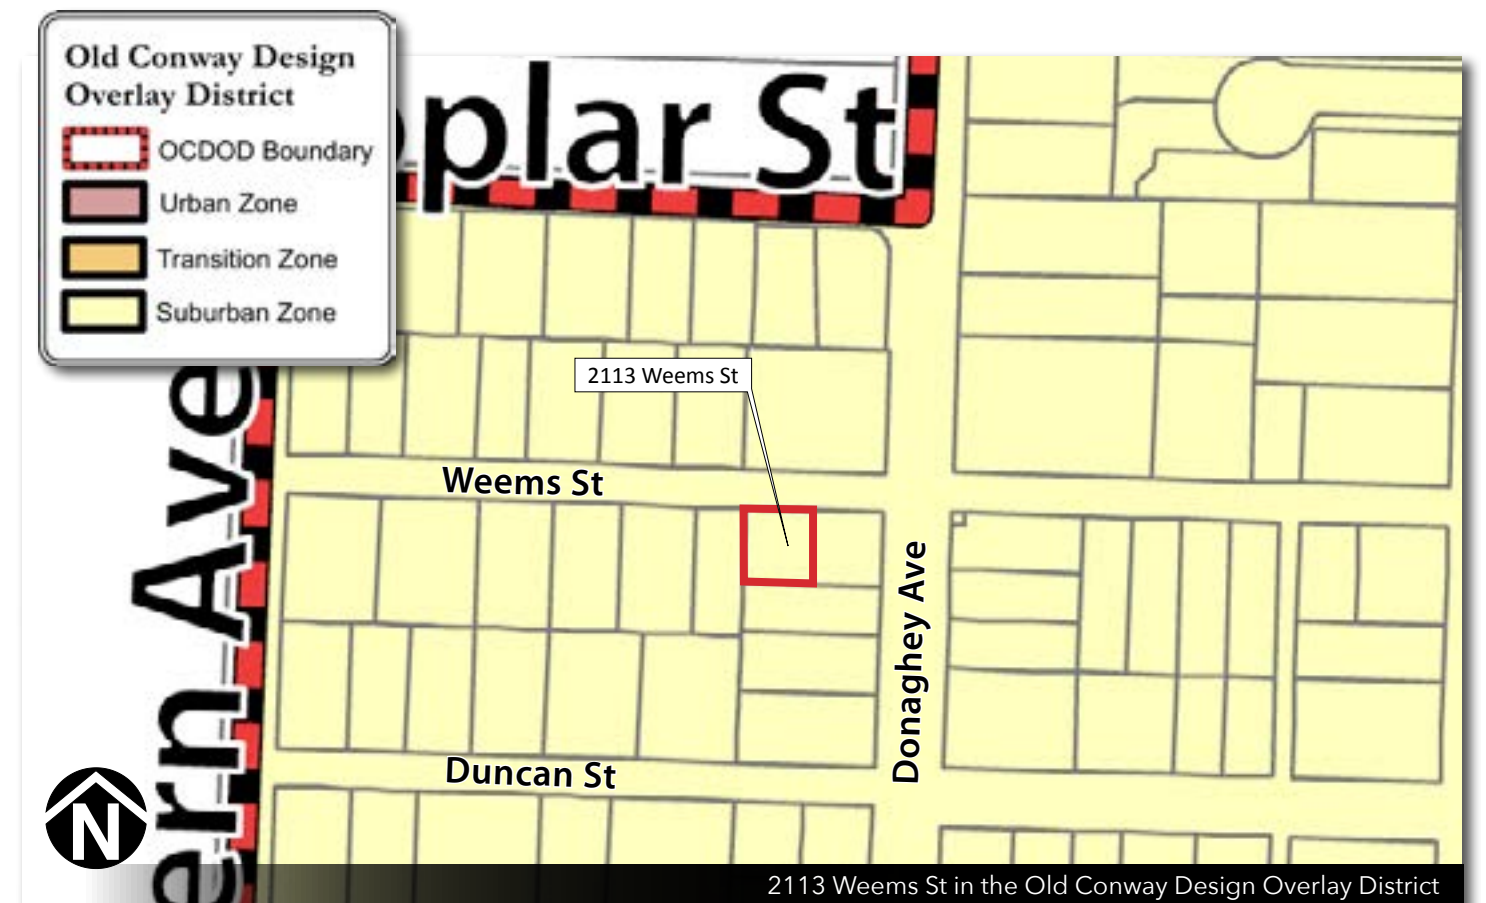 Old Conway Design
Overlay District
OCDOD Boundary
Urban Zone
Transition Zone
Suburban Zone
plar St
ern Ave
2113 Weems St
Weems St
Donaghey Ave
Duncan St
N
2113 Weems St in the Old Conway Design Overlay District